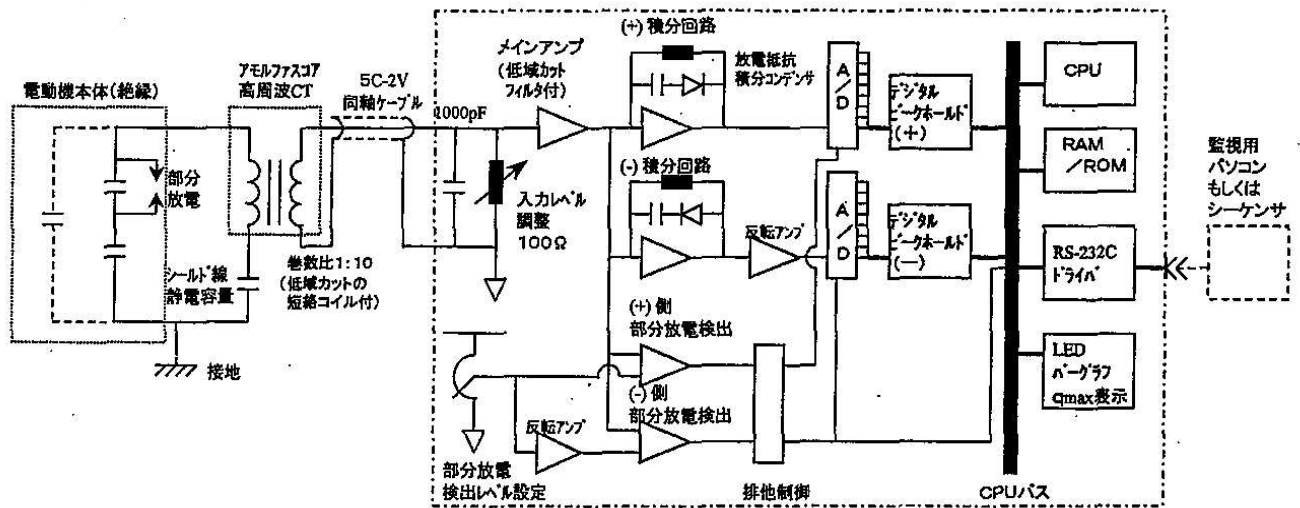 電動機本体(絶縁)
部分
放電
アモルファスコア
高周波CT
5C-2V
同軸ケーブル
シールド線
静電容量
巻数比1:10
(低域カットの
短絡コイル付)
接地
1000pF
入力レベル
調整
100Ω
メインアンプ
(低域カット
フィルタ付)
(+) 積分回路
放電抵抗
積分コンデンサ
(-) 積分回路
反転アンプ
A/D
A/D
デジタル
ピークホールド
(+)
デジタル
ピークホールド
(-)
(+) 側
部分放電検出
(-) 側
部分放電検出
反転アンプ
部分放電
検出レベル設定
排他制御
CPUバス
CPU
RAM
/ROM
RS-232C
ドライバ
LED
バーグラフ
qmax表示
監視用
パソコン
もしくは
シーケンサ